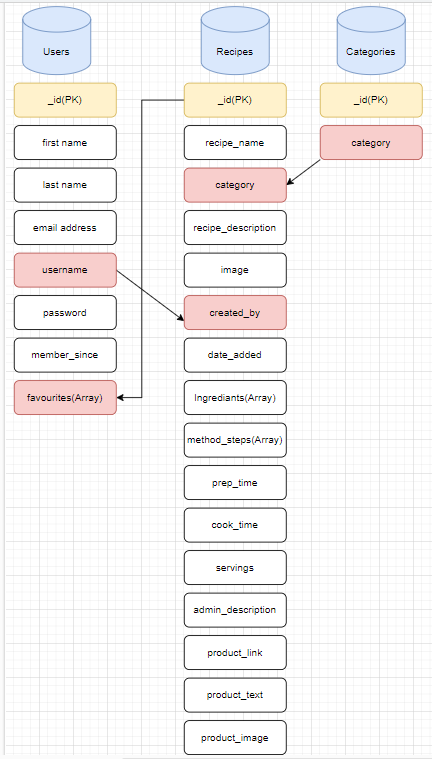 Users
Recipes
Categories
_id(PK)
_id(PK)
_id(PK)
first name
recipe_name
category
last name
category
email address
recipe_description
username
image
password
created_by
member_since
date_added
favourites(Array)
Ingrediants(Array)
method_steps(Array)
prep_time
cook_time
servings
admin_description
product_link
product_text
product_image